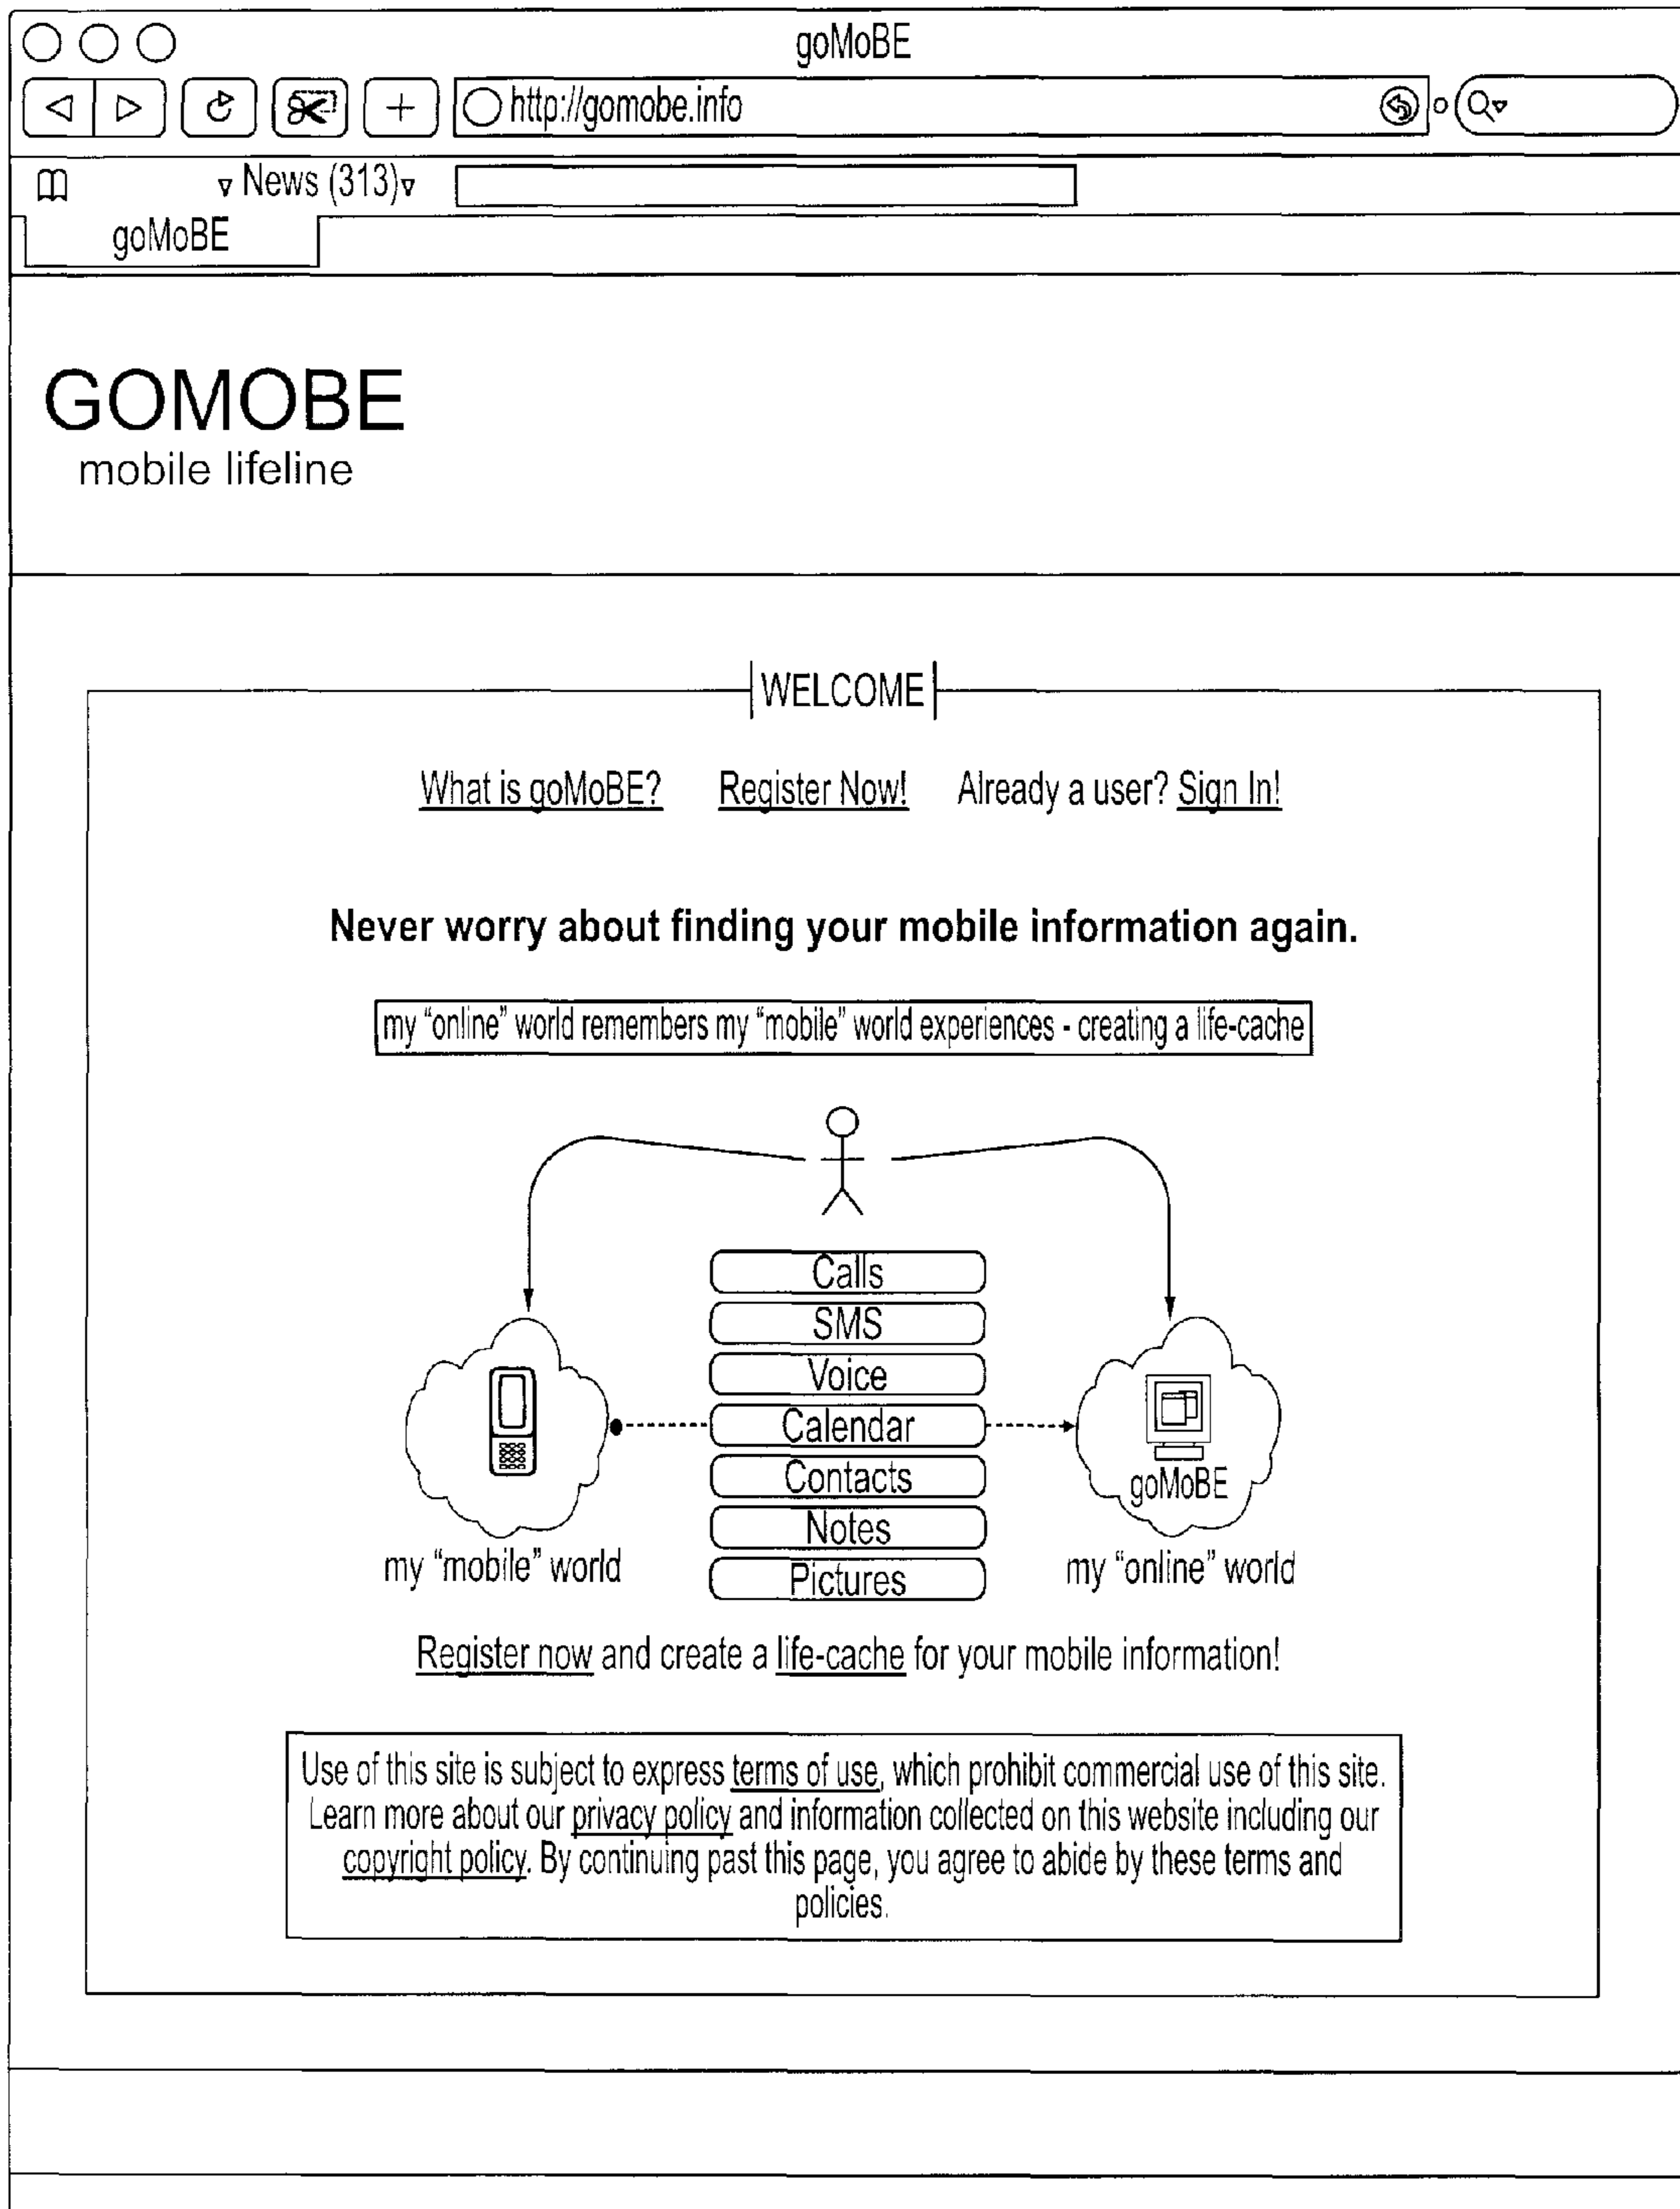 goMoBE
http://gomobe.info
News (313)
goMoBE
GOMOBE
mobile lifeline
WELCOME
What is goMoBE? Register Now! Already a user? Sign In!
Never worry about finding your mobile information again.
my “online” world remembers my “mobile” world experiences - creating a life-cache
Calls
SMS
Voice
Calendar
Contacts
Notes
Pictures
goMoBE
my “mobile” world
my “online” world
Register now and create a life-cache for your mobile information!
Use of this site is subject to express terms of use, which prohibit commercial use of this site.
Learn more about our privacy policy and information collected on this website including our
copyright policy. By continuing past this page, you agree to abide by these terms and
policies.